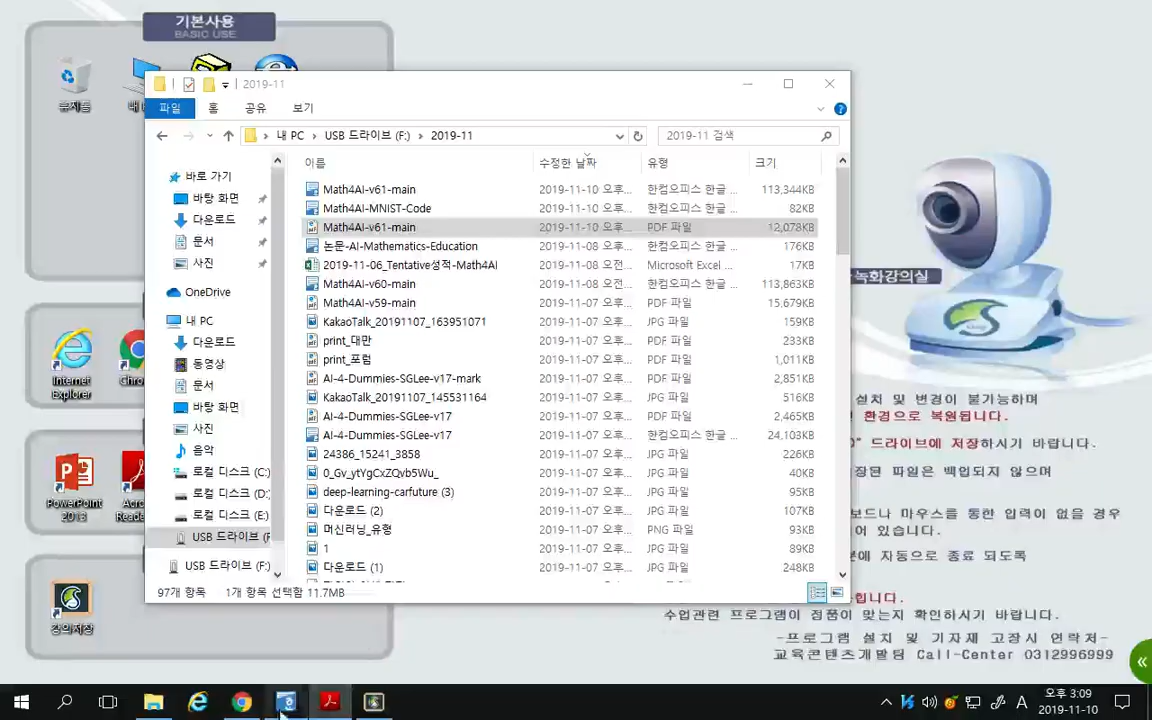 기본사용
BASIC USE
휴지통
2019-11
파일
홈
공유
보기
내 PC
USB 드라이브 (F:)
2019-11
2019-11 검색
이름
수정한 날짜
유형
크기
바로 가기
바탕 화면
다운로드
문서
사진
OneDrive
내 PC
다운로드
동영상
문서
바탕 화면
사진
음악
로컬 디스크 (C:)
로컬 디스크 (D:)
로컬 디스크 (E:)
USB 드라이브 (F
USB 드라이브 (F:)
Math4AI-v61-main 2019-11-10 오후... 한컴오피스 한글 ... 113,344KB
Math4AI-MNIST-Code 2019-11-10 오후... 한컴오피스 한글 ... 82KB
Math4AI-v61-main 2019-11-10 오후... PDF 파일 12,078KB
논문-AI-Mathematics-Education 2019-11-08 오후... 한컴오피스 한글 ... 176KB
2019-11-06_Tentative성적-Math4AI 2019-11-08 오전... Microsoft Excel ... 17KB
Math4AI-v60-main 2019-11-08 오전... 한컴오피스 한글 ... 113,863KB
Math4AI-v59-main 2019-11-07 오후... PDF 파일 15,679KB
KakaoTalk_20191107_163951071 2019-11-07 오후... JPG 파일 159KB
print_대만 2019-11-07 오후... PDF 파일 233KB
print_포럼 2019-11-07 오후... PDF 파일 1,011KB
AI-4-Dummies-SGLee-v17-mark 2019-11-07 오후... PDF 파일 2,851KB
KakaoTalk_20191107_145531164 2019-11-07 오후... JPG 파일 516KB
AI-4-Dummies-SGLee-v17 2019-11-07 오후... PDF 파일 2,465KB
AI-4-Dummies-SGLee-v17 2019-11-07 오후... 한컴오피스 한글 ... 24,103KB
24386_15241_3858 2019-11-07 오후... JPG 파일 226KB
0_Gv_ytYgCxZQvb5Wu_ 2019-11-07 오후... JPG 파일 40KB
deep-learning-carfuture (3) 2019-11-07 오후... JPG 파일 95KB
다운로드 (2) 2019-11-07 오후... JPG 파일 107KB
머신러닝_유형 2019-11-07 오후... PNG 파일 93KB
1 2019-11-07 오후... JPG 파일 89KB
다운로드 (1) 2019-11-07 오후... JPG 파일 248KB
97개 항목 1개 항목 선택함 11.7MB
Internet Explorer
Chro
PowerPoint 2013
Acro Reade
강의저장
녹화강의실
설치 및 변경이 불가능하며
환경으로 복원됩니다.
드라이브에 저장하시기 바랍니다.
장된 파일은 백업되지 않으며
보드나 마우스를 통한 입력이 없을 경우
어 있습니다.
분에 자동으로 종료 되도록
힙니다.
수업관련 프로그램이 정품이 맞는지 확인하시기 바랍니다.
-프로그램 설치 및 기자재 고장시 연락처-
교육콘텐츠개발팀 Call-Center 0312996999
A
오후 3:09
2019-11-10